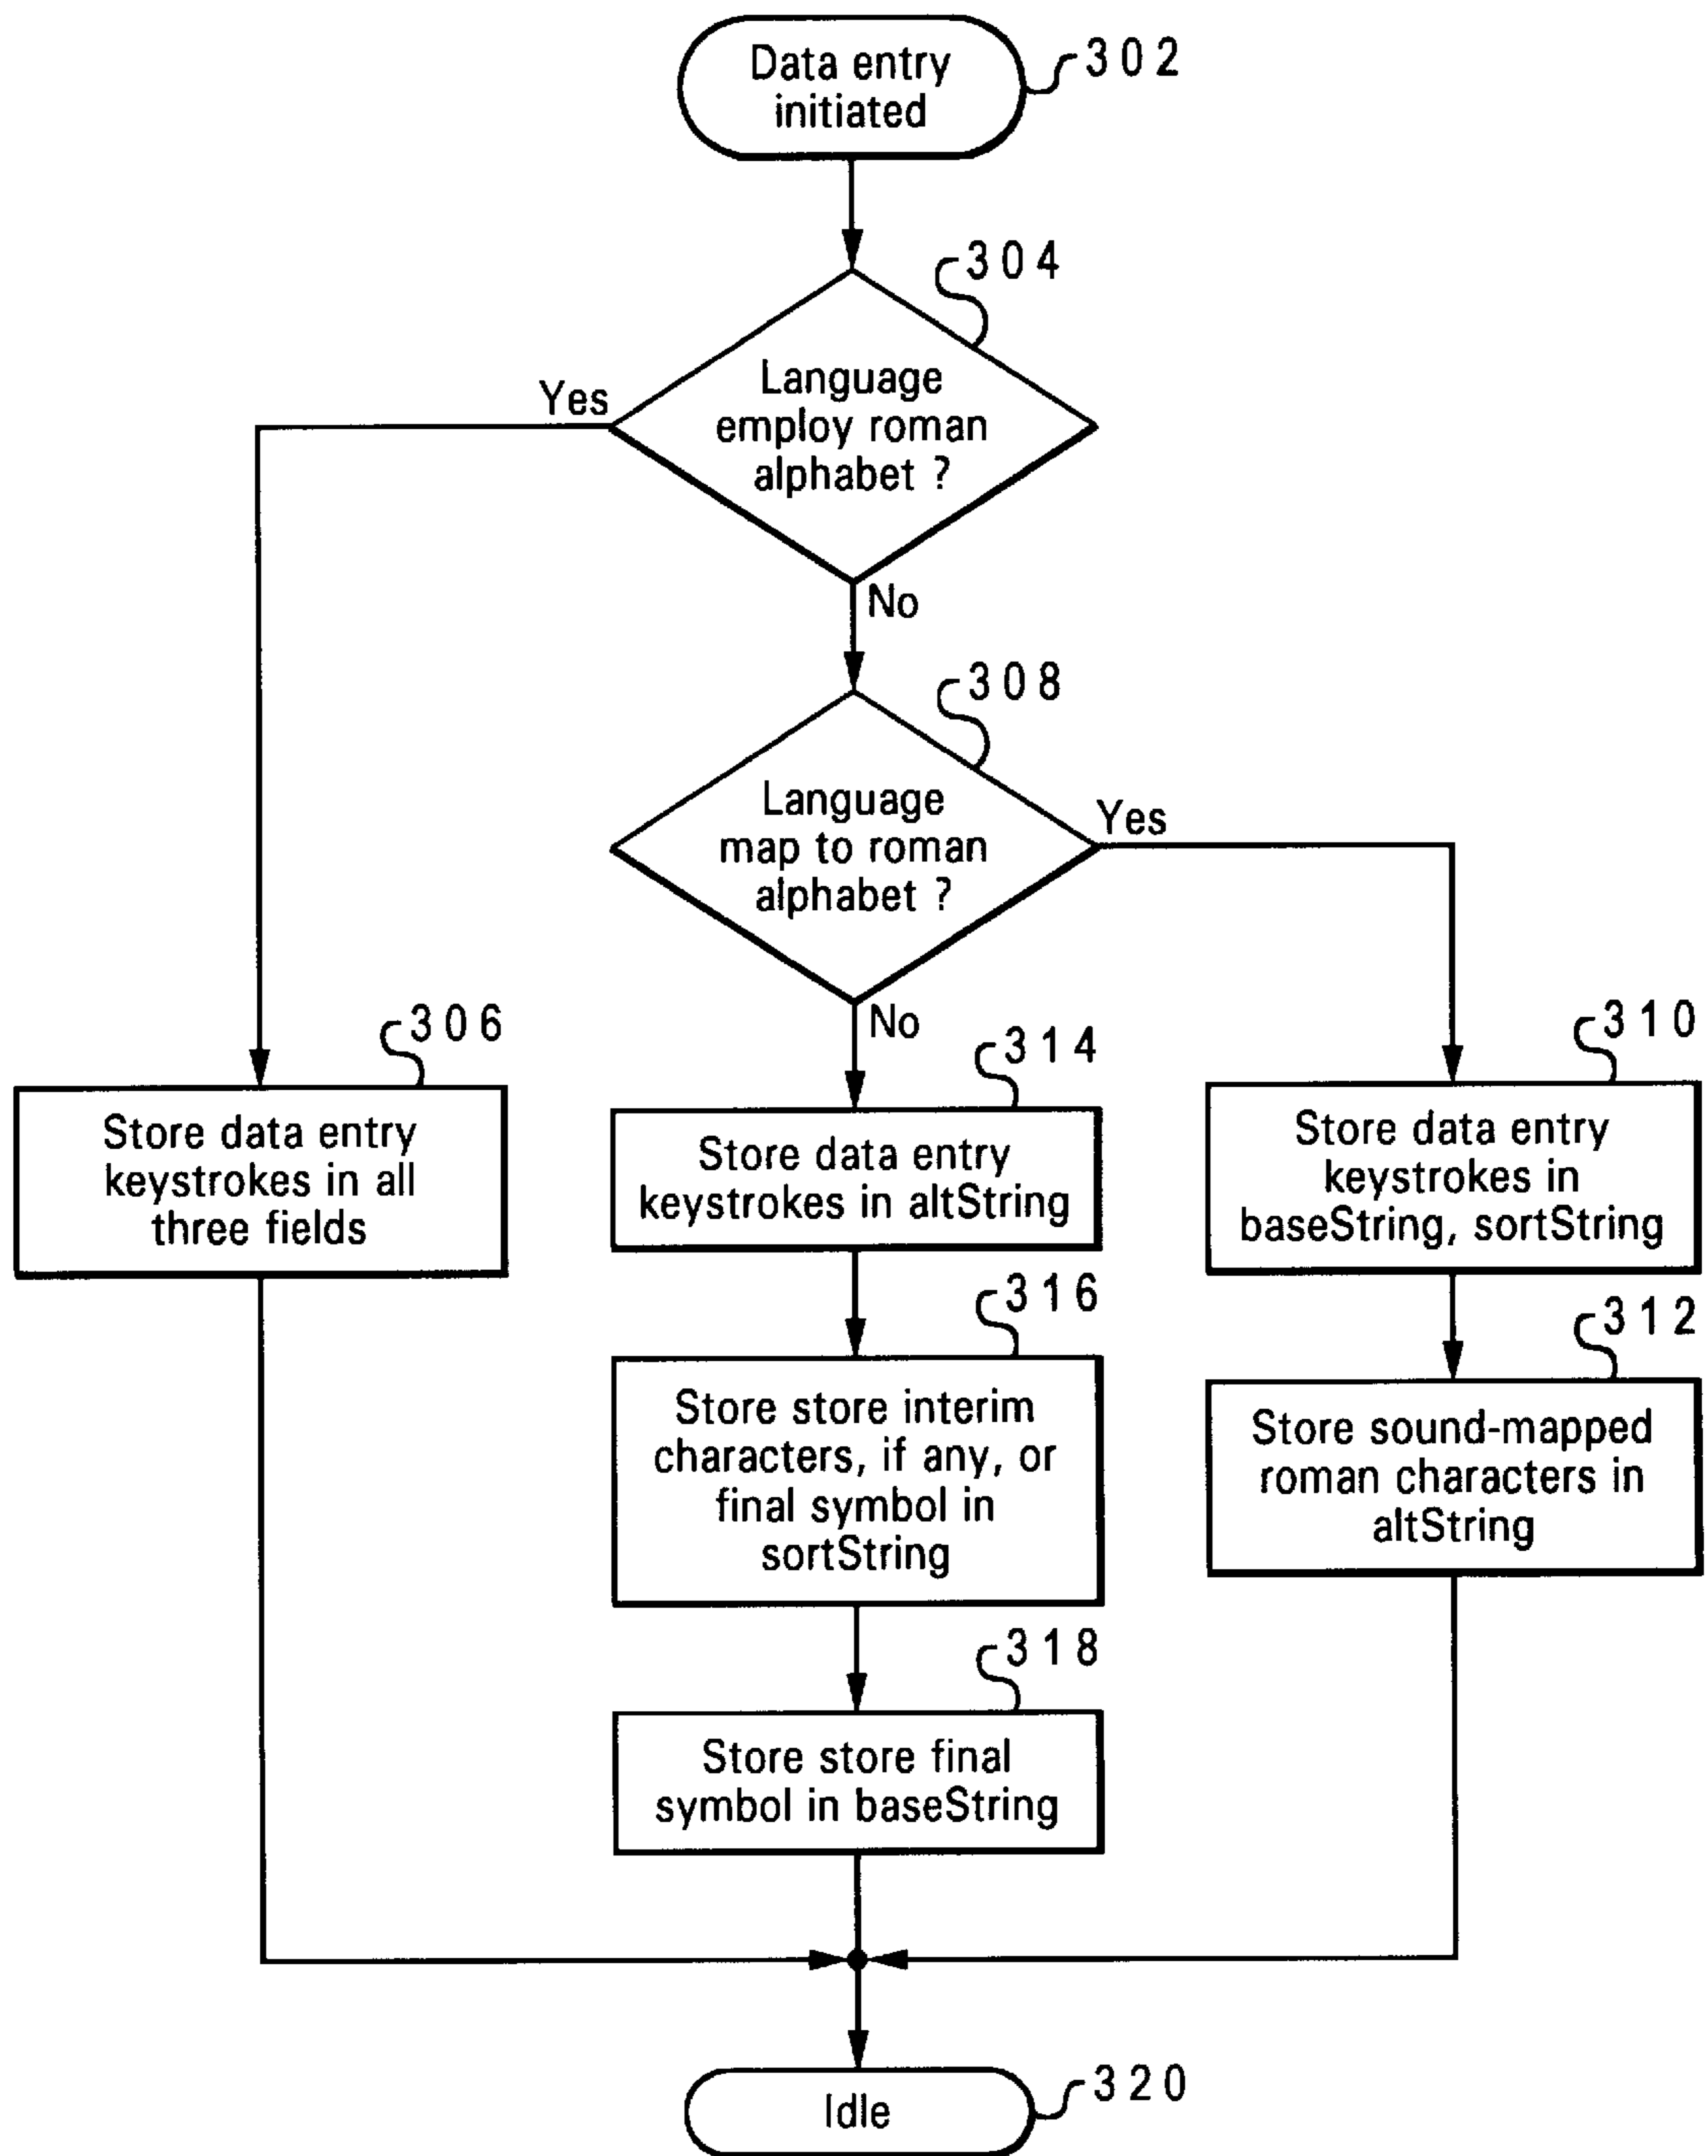 Data entry
initiated
302
304
Language
employ roman
alphabet ?
Yes
No
308
Language
map to roman
alphabet ?
Yes
No
306
Store data entry
keystrokes in all
three fields
314
Store data entry
keystrokes in altString
310
Store data entry
keystrokes in
baseString, sortString
316
Store store interim
characters, if any, or
final symbol in
sortString
312
Store sound-mapped
roman characters in
altString
318
Store store final
symbol in baseString
Idle
320